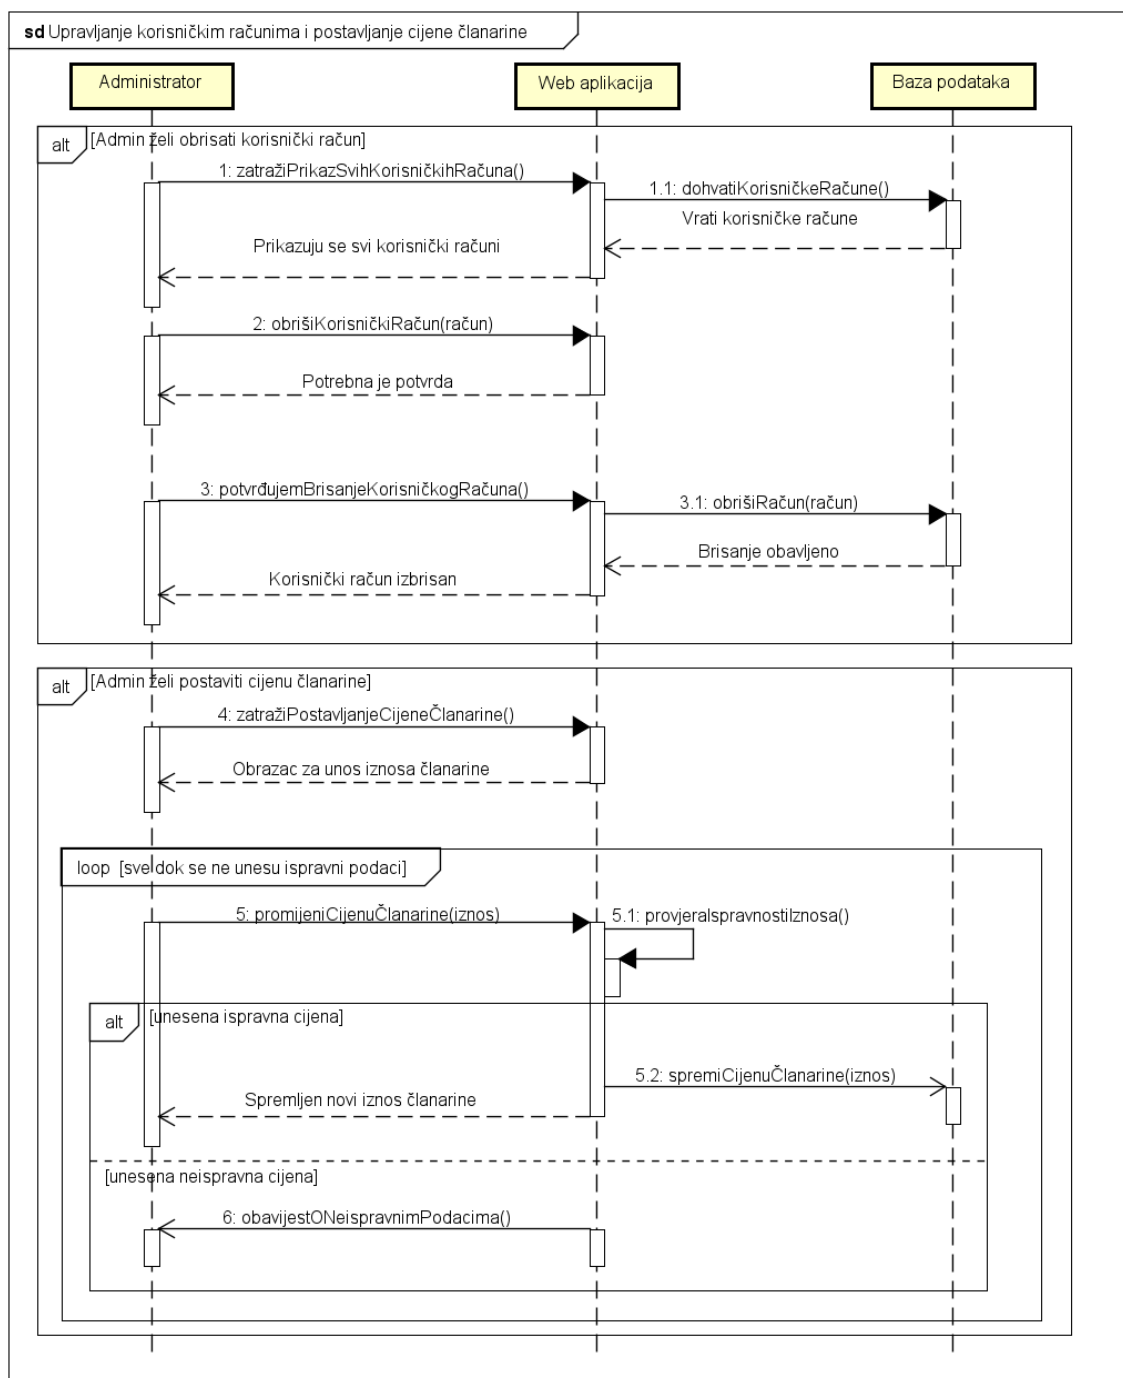 sd Upravljanje korisničkim računima i postavljanje cijene članarine
Administrator
Web aplikacija
Baza podataka
alt [Admin želi obrisati korisnički račun]
1: zatražiPrikazSvihKorisničkihRačuna()
1.1: dohvatiKorisničkeRačune()
Vrati korisničke račune
Prikazuju se svi korisnički računi
2: obrišiKorisničkiRačun(račun)
Potrebna je potvrda
3: potvrđujemBrisanjeKorisničkogRačuna()
3.1: obrišiRačun(račun)
Brisanje obavljeno
Korisnički račun izbrisan
alt [Admin želi postaviti cijenu članarine]
4: zatražiPostavljanjeCijeneČlanarine()
Obrazac za unos iznosa članarine
loop [sve dok se ne unesu ispravni podaci]
5: promijeniCijenuČlanarine(iznos)
5.1: provjeraIspravnostiIznosa()
alt [unesena ispravna cijena]
5.2: spremiCijenuČlanarine(iznos)
Spremljen novi iznos članarine
[unesena neispravna cijena]
6: obavijestONeispravnimPodacima()